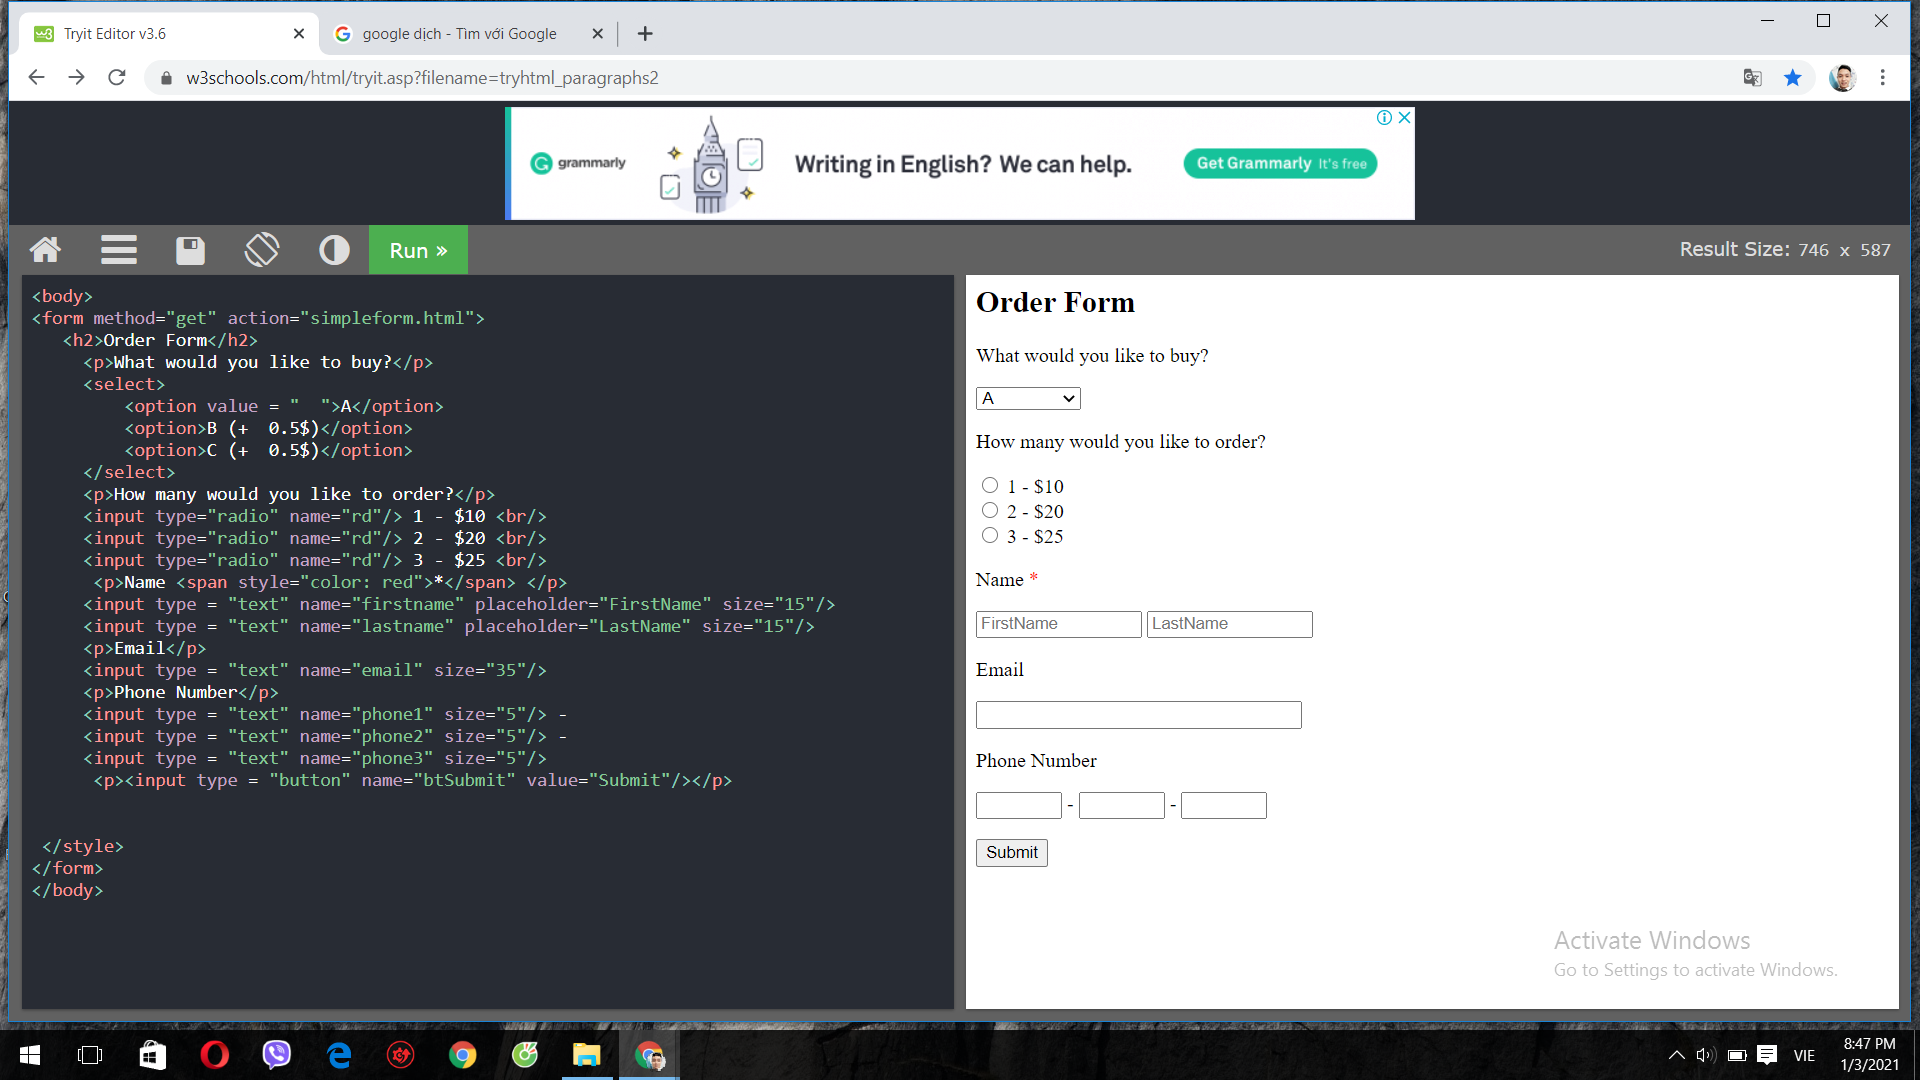 Tryit Editor v3.6
google dịch - Tìm với Google
w3schools.com/html/tryit.asp?filename=tryhtml_paragraphs2
grammarly
Writing in English? We can help.
Get Grammarly It's free
Run »
Result Size: 746 x 587
<body>
<form method="get" action="simpleform.html">
<h2>Order Form</h2>
<p>What would you like to buy?</p>
<select>
<option value = "  ">A</option>
<option>B (+  0.5$)</option>
<option>C (+  0.5$)</option>
</select>
<p>How many would you like to order?</p>
<input type="radio" name="rd"/> 1 - $10 <br/>
<input type="radio" name="rd"/> 2 - $20 <br/>
<input type="radio" name="rd"/> 3 - $25 <br/>
<p>Name <span style="color: red">*</span> </p>
<input type = "text" name="firstname" placeholder="FirstName" size="15"/>
<input type = "text" name="lastname" placeholder="LastName" size="15"/>
<p>Email</p>
<input type = "text" name="email" size="35"/>
<p>Phone Number</p>
<input type = "text" name="phone1" size="5"/> -
<input type = "text" name="phone2" size="5"/> -
<input type = "text" name="phone3" size="5"/>
<p><input type = "button" name="btSubmit" value="Submit"/></p>
</style>
</form>
</body>
Order Form
What would you like to buy?
A
How many would you like to order?
1 - $10
2 - $20
3 - $25
Name *
FirstName LastName
Email
Phone Number
- -
Submit
Activate Windows
Go to Settings to activate Windows.
VIE
8:47 PM
1/3/2021